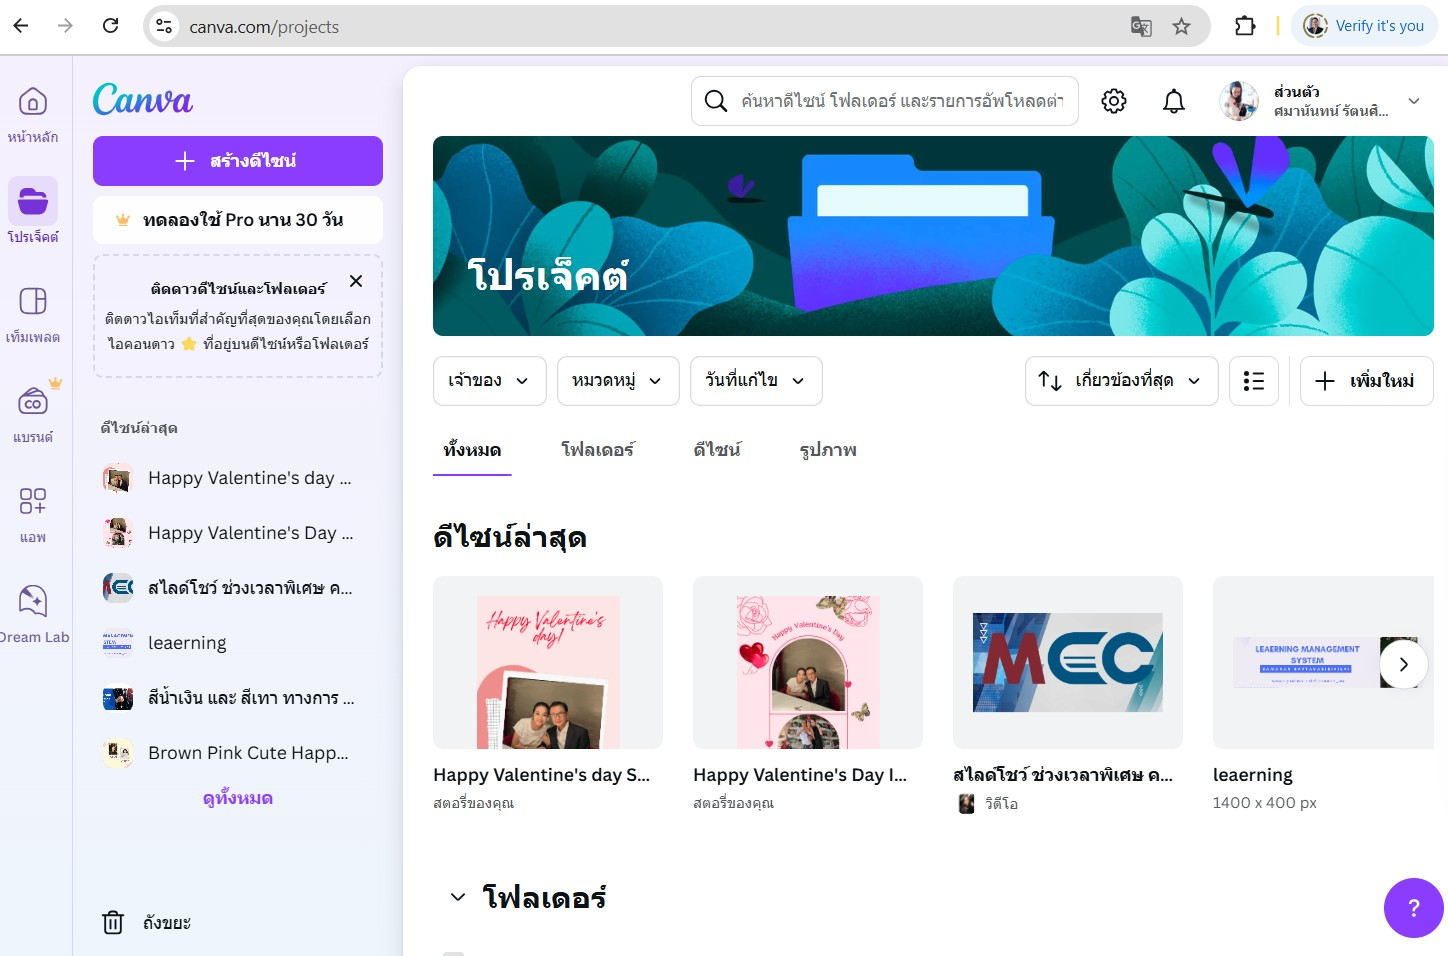 canva.com/projects
Verify it's you
หน้าหลัก
โปรเจ็คต์
เท็มเพลต
แบรนด์
แอพ
Dream Lab
Canva
สร้างดีไซน์
ทดลองใช้ Pro นาน 30 วัน
ติดดาวดีไซน์และโฟลเดอร์
ติดดาวไอเท็มที่สำคัญที่สุดของคุณโดยเลือก
ไอคอนดาว ที่อยู่บนดีไซน์หรือโฟลเดอร์
ดีไซน์ล่าสุด
Happy Valentine's day ...
Happy Valentine's Day ...
สไลด์โชว์ ช่วงเวลาพิเศษ ค...
leaerning
สีน้ำเงิน และ สีเทา ทางการ ...
Brown Pink Cute Happ...
ดูทั้งหมด
ถังขยะ
ค้นหาดีไซน์ โฟลเดอร์ และรายการอัพโหลดต่า
ส่วนตัว
ศมานันทน์ รัตนศิ...
โปรเจ็คต์
เจ้าของ
หมวดหมู่
วันที่แก้ไข
เกี่ยวข้องที่สุด
เพิ่มใหม่
ทั้งหมด
โฟลเดอร์
ดีไซน์
รูปภาพ
ดีไซน์ล่าสุด
Happy Valentine's
day!
Happy Valentine's Day
MEC
LEAERNING MANAGEMENT
SYSTEM
Happy Valentine's day S...
สตอรี่ของคุณ
Happy Valentine's Day I...
สตอรี่ของคุณ
สไลด์โชว์ ช่วงเวลาพิเศษ ค...
วิดีโอ
leaerning
1400 x 400 px
โฟลเดอร์
?